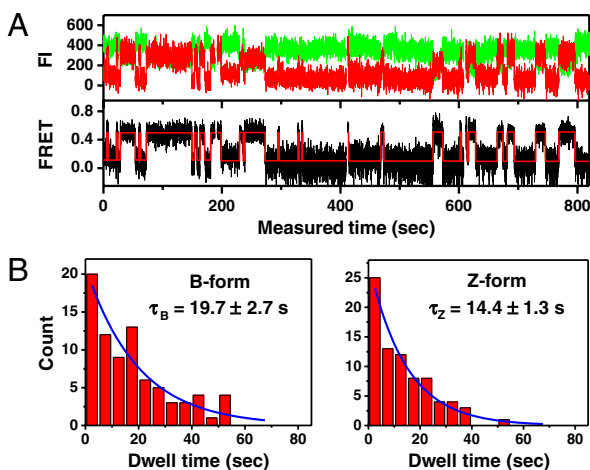 A
FI
600
400
200
0
FRET
0.8
0.4
0.0
0 200 400 600 800
Measured time (sec)
B
Count
20
15
10
5
0
B-form
τB = 19.7 ± 2.7 s
0 20 40 60 80
Dwell time (sec)
25
20
15
10
5
0
Z-form
τZ = 14.4 ± 1.3 s
0 20 40 60 80
Dwell time (sec)